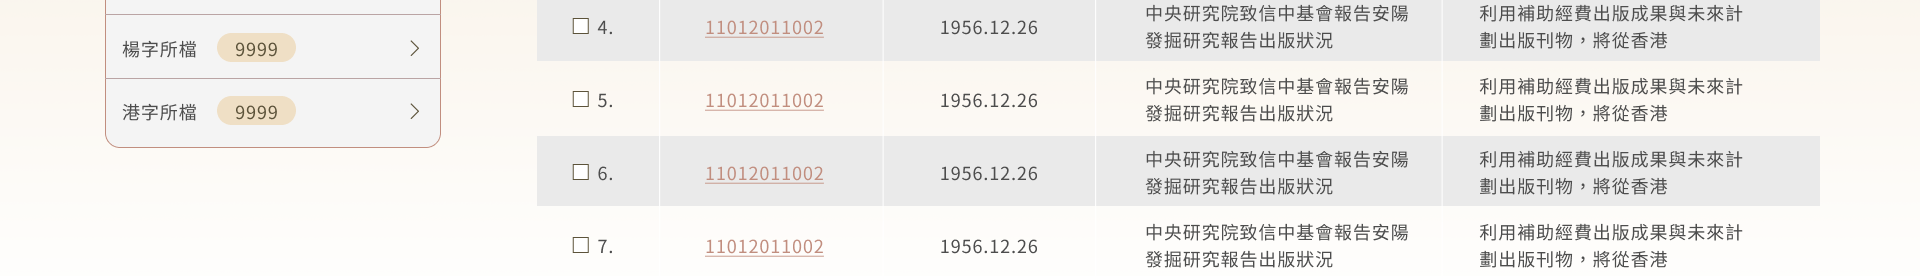 楊字所檔 9999
港字所檔 9999
4. 11012011002 1956.12.26 中央研究院致信中基會報告安陽 利用補助經費出版成果與未來計
發掘研究報告出版狀況 劃出版刊物，將從香港
5. 11012011002 1956.12.26 中央研究院致信中基會報告安陽 利用補助經費出版成果與未來計
發掘研究報告出版狀況 劃出版刊物，將從香港
6. 11012011002 1956.12.26 中央研究院致信中基會報告安陽 利用補助經費出版成果與未來計
發掘研究報告出版狀況 劃出版刊物，將從香港
7. 11012011002 1956.12.26 中央研究院致信中基會報告安陽 利用補助經費出版成果與未來計
發掘研究報告出版狀況 劃出版刊物，將從香港